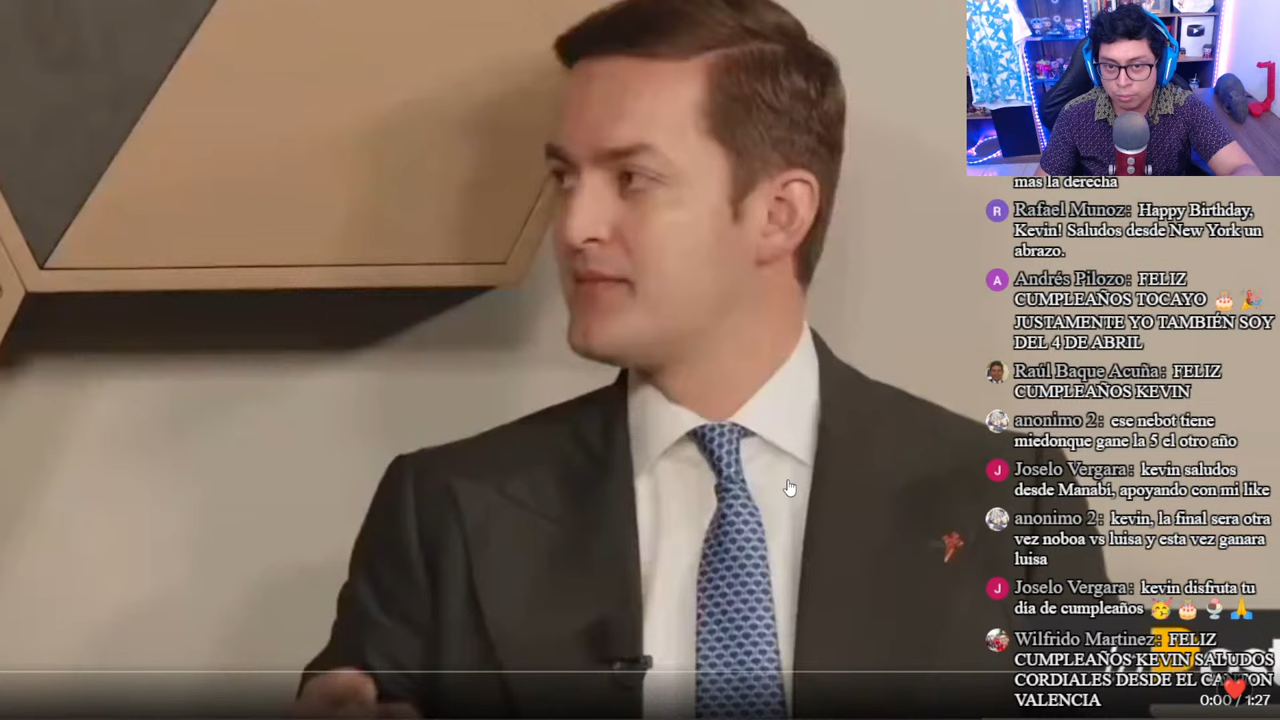 mas la derecha
R Rafael Munoz: Happy Birthday,
Kevin! Saludos desde New York un
abrazo.
A Andrés Pilozo: FELIZ
CUMPLEAÑOS TOCAYO 🎂 🎉
JUSTAMENTE YO TAMBIÉN SOY
DEL 4 DE ABRIL
Raúl Baque Acuña: FELIZ
CUMPLEAÑOS KEVIN
anonimo 2: ese nebot tiene
miedonque gane la 5 el otro año
J Joselo Vergara: kevin saludos
desde Manabí, apoyando con mi like
anonimo 2: kevin, la final sera otra
vez noboa vs luisa y esta vez ganara
luisa
J Joselo Vergara: kevin disfruta tu
día de cumpleaños 🥳 🎂 🍨 🙏
Wilfrido Martinez: FELIZ
CUMPLEAÑOS KEVIN SALUDOS
CORDIALES DESDE EL CANTON
VALENCIA
0:00 / 1:27